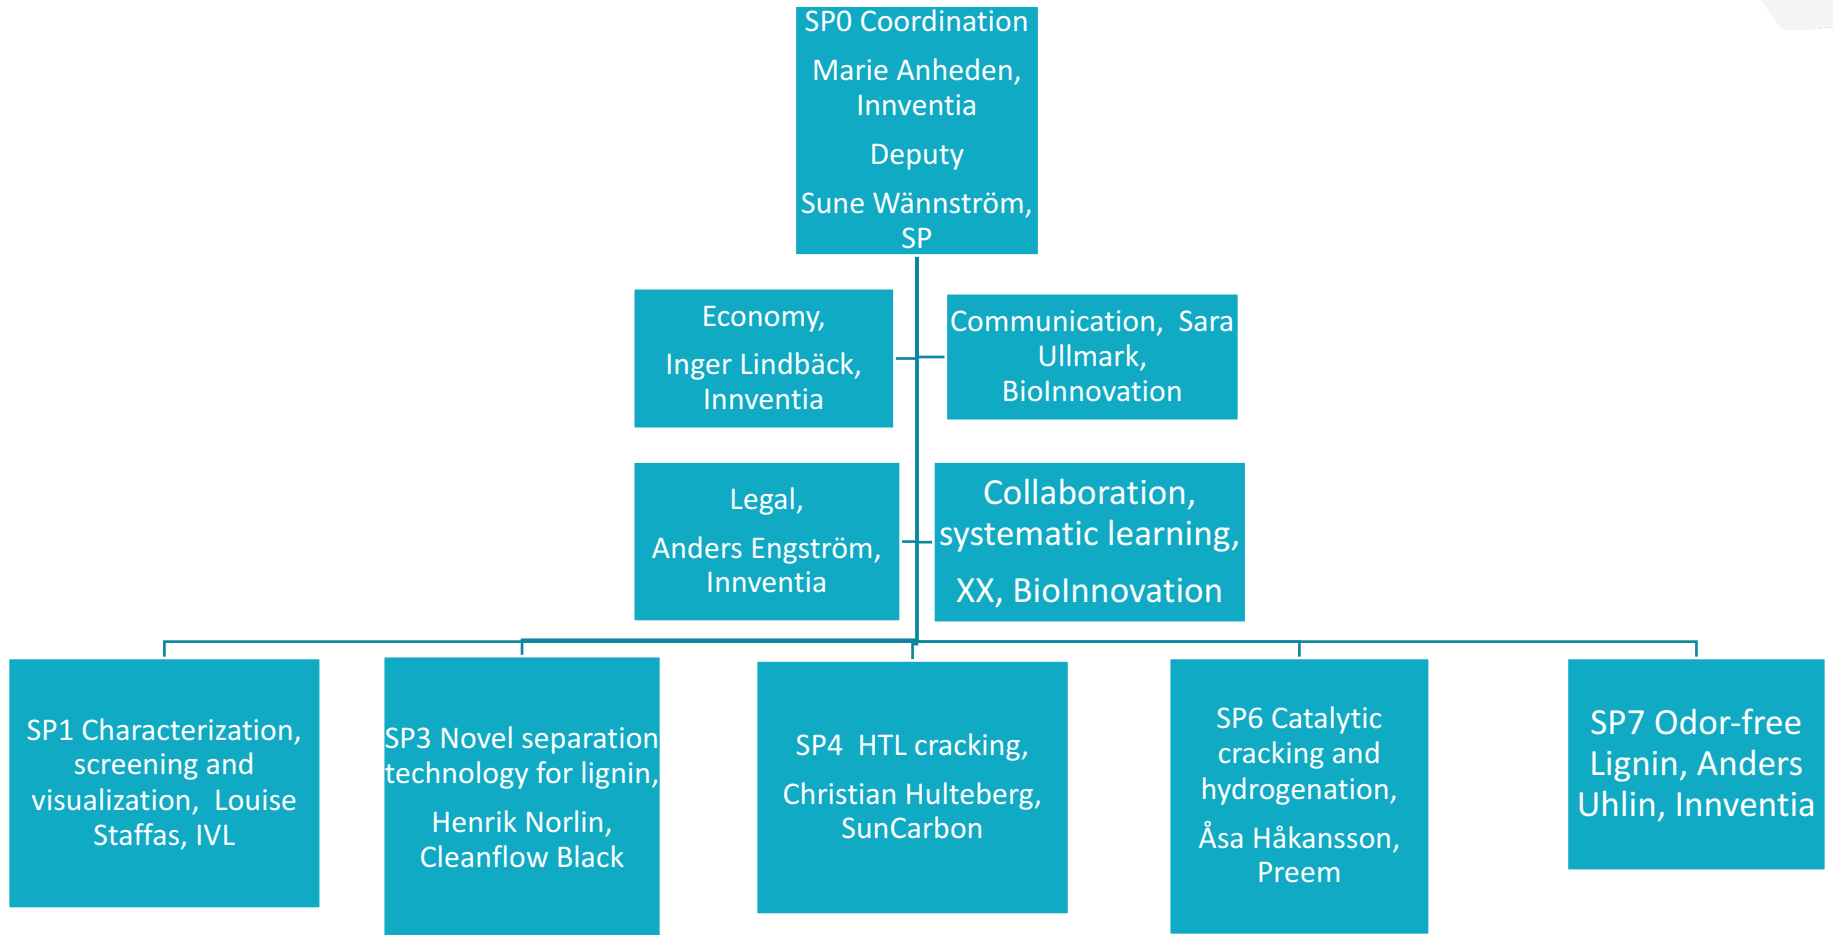 SP0 Coordination
Marie Anheden,
Innventia
Deputy
Sune Wännström,
SP
Economy,
Inger Lindbäck,
Innventia
Communication,  Sara
Ullmark,
BioInnovation
Legal,
Anders Engström,
Innventia
Collaboration,
systematic learning,
XX, BioInnovation
SP1 Characterization,
screening and
visualization,  Louise
Staffas, IVL
SP3 Novel separation
technology for lignin,
Henrik Norlin,
Cleanflow Black
SP4  HTL cracking,
Christian Hulteberg,
SunCarbon
SP6 Catalytic
cracking and
hydrogenation,
Åsa Håkansson,
Preem
SP7 Odor-free
Lignin, Anders
Uhlin, Innventia